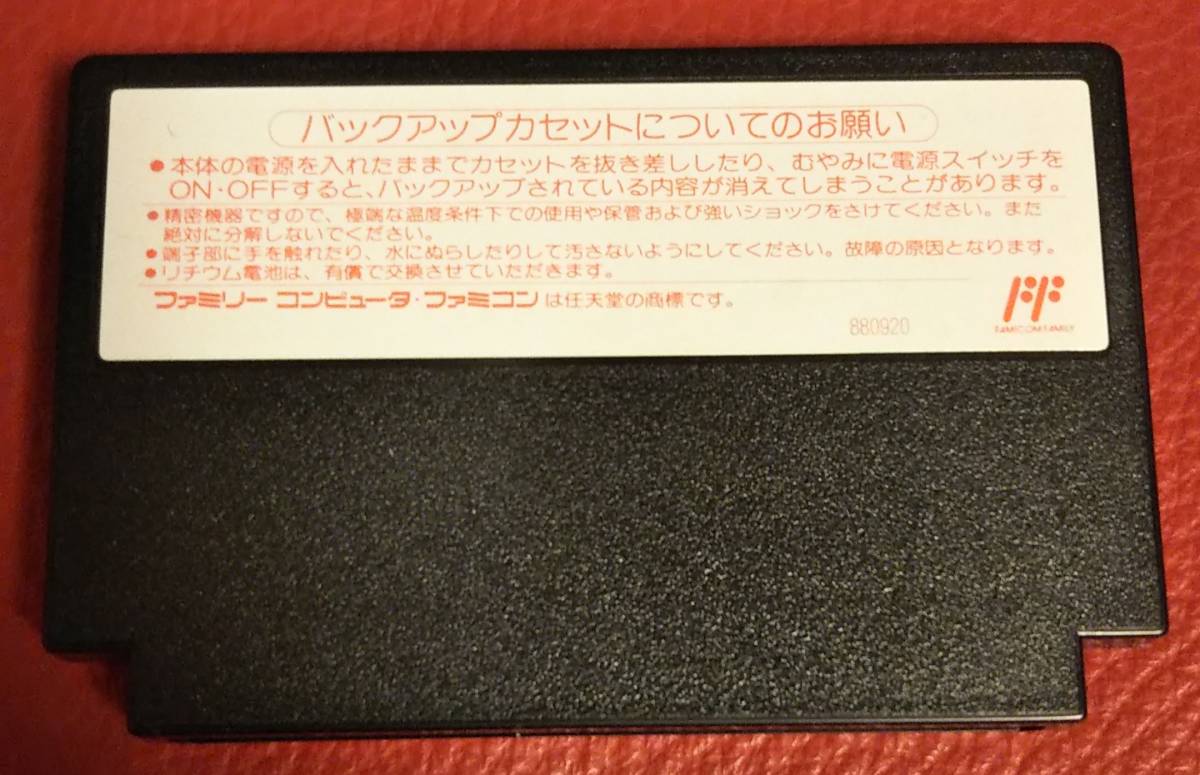 バックアップカセットについてのお願い
●本体の電源を入れたままでカセットを抜き差ししたり、むやみに電源スイッチを
ON・OFFすると、バックアップされている内容が消えてしまうことがあります。
●精密機器ですので、極端な温度条件下での使用や保管および強いショックをさけてください。また
絶対に分解しないでください。
●端子部に手を触れたり、水にぬらしたりして汚さないようにしてください。故障の原因となります。
●リチウム電池は、有償で交換させていただきます。
ファミリー コンピュータ・ファミコンは任天堂の商標です。
FF
FAMICOM FAMILY
880920